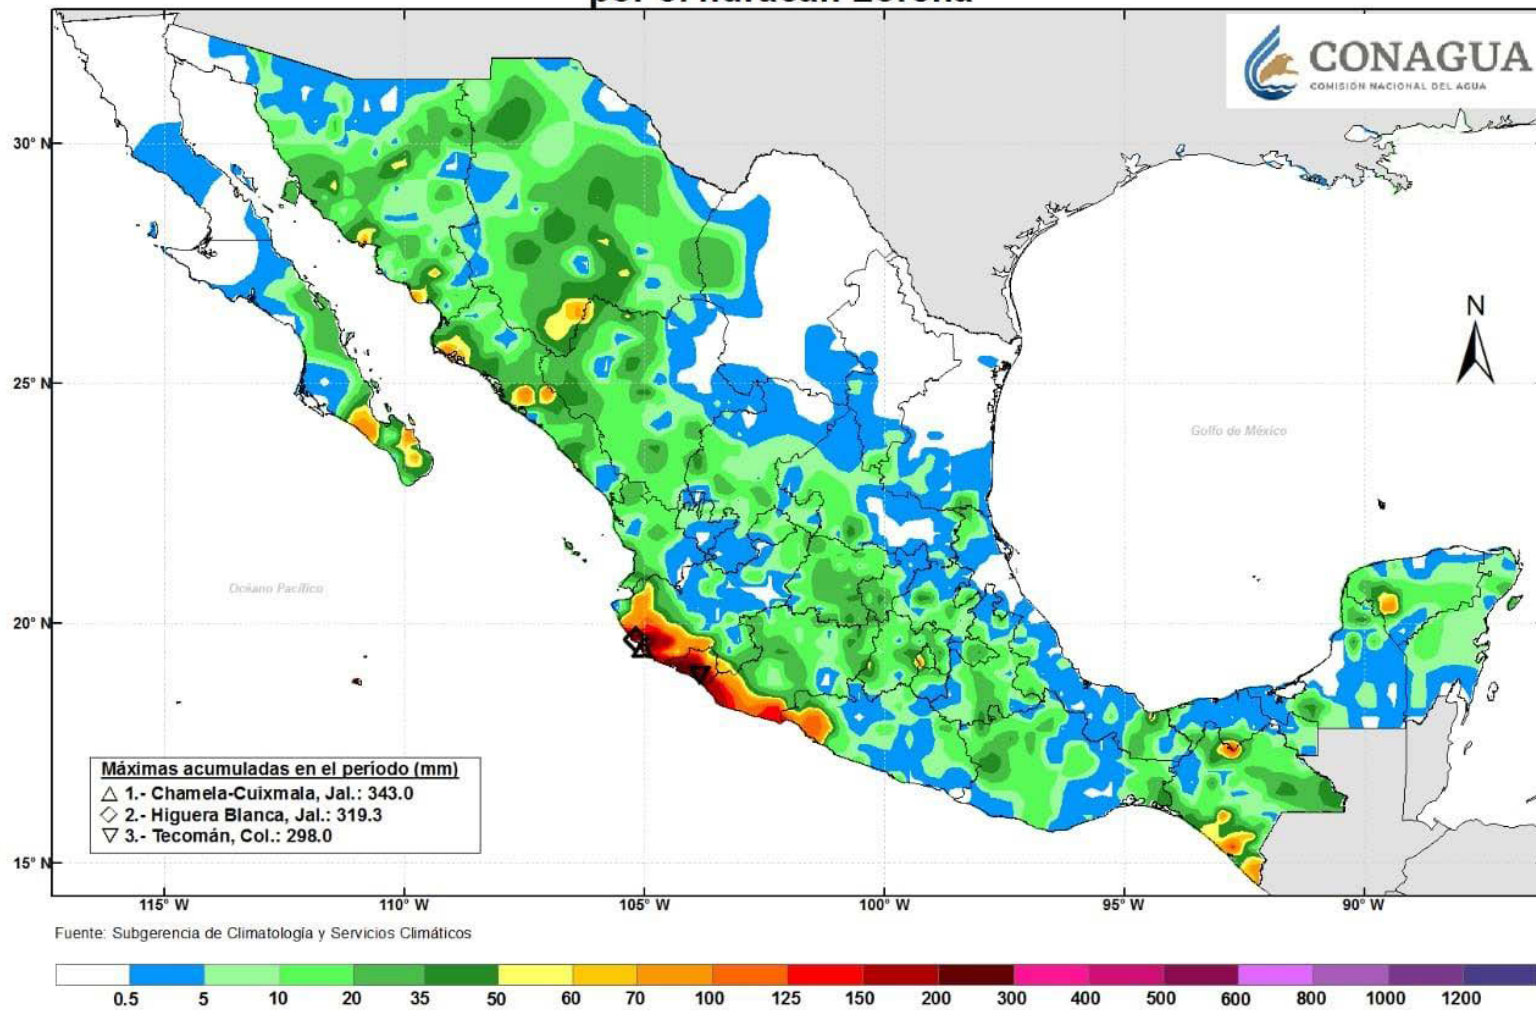 CONAGUA
COMISIÓN NACIONAL DEL AGUA
N
30° N
25° N
20° N
15° N
Golfo de México
Océano Pacífico
Máximas acumuladas en el período (mm)
△ 1.- Chamela-Cuixmala, Jal.: 343.0
◇ 2.- Higuera Blanca, Jal.: 319.3
▽ 3.- Tecomán, Col.: 298.0
115° W 110° W 105° W 100° W 95° W 90° W
Fuente: Subgerencia de Climatología y Servicios Climáticos
0.5 5 10 20 35 50 60 70 100 125 150 200 300 400 500 600 800 1000 1200